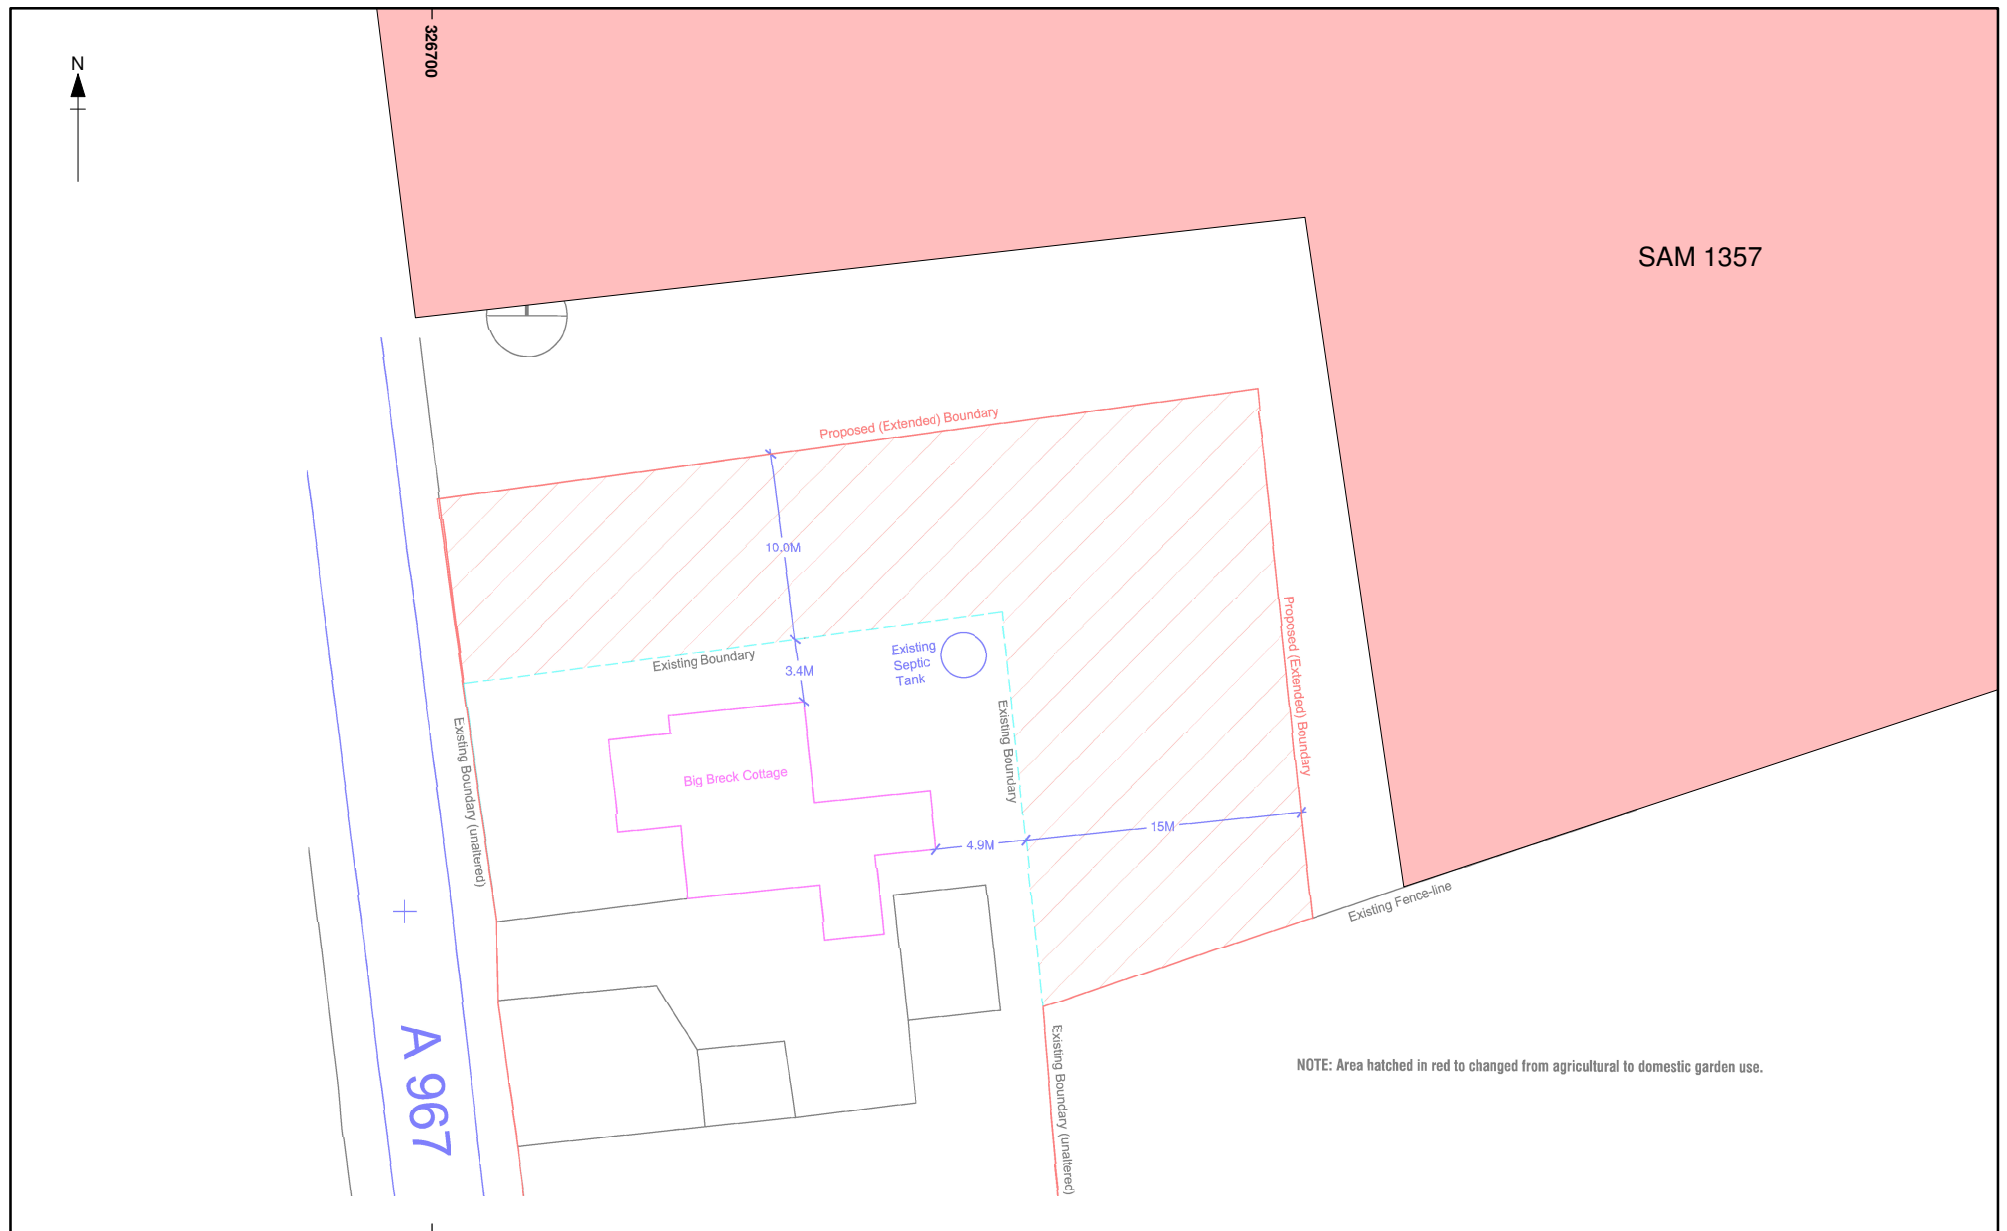 N
326700
SAM 1357
Proposed (Extended) Boundary
10.0M
Existing Boundary
3.4M
Existing
Septic
Tank
Proposed (Extended) Boundary
Existing Boundary
Existing Boundary (unaltered)
Big Breck Cottage
4.9M
15M
Existing Fence-line
A 967
Existing Boundary (unaltered)
NOTE: Area hatched in red to changed from agricultural to domestic garden use.